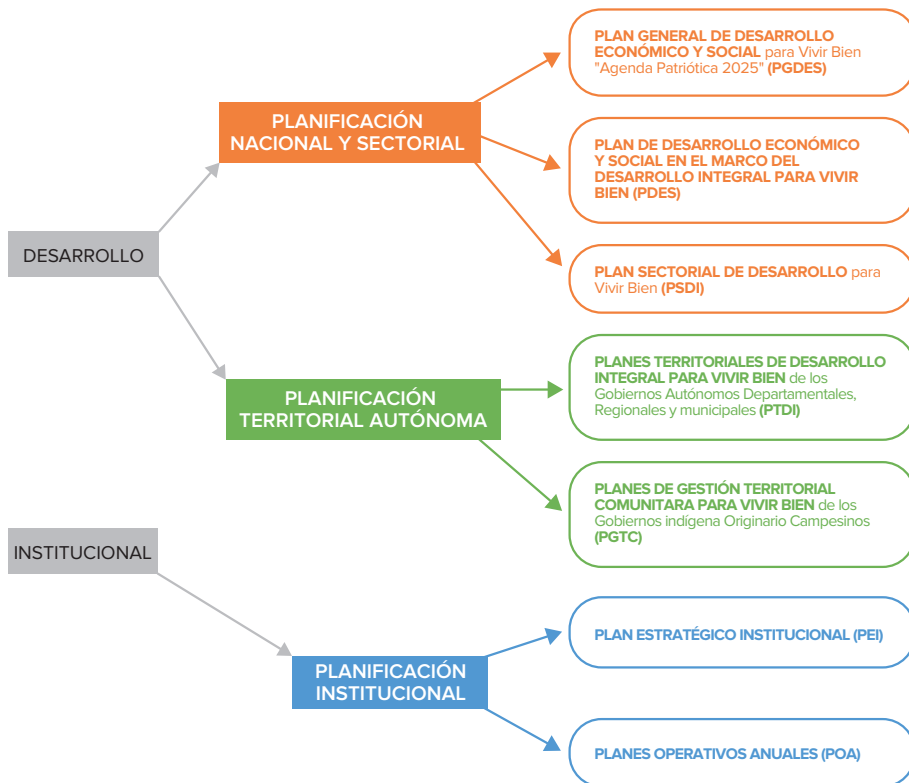 PLAN GENERAL DE DESARROLLO
ECONÓMICO Y SOCIAL para Vivir Bien
"Agenda Patriótica 2025" (PGDES)
PLANIFICACIÓN
NACIONAL Y SECTORIAL
PLAN DE DESARROLLO ECONÓMICO
Y SOCIAL EN EL MARCO DEL
DESARROLLO INTEGRAL PARA VIVIR
BIEN (PDES)
DESARROLLO
PLAN SECTORIAL DE DESARROLLO para
Vivir Bien (PSDI)
PLANIFICACIÓN
TERRITORIAL AUTÓNOMA
PLANES TERRITORIALES DE DESARROLLO
INTEGRAL PARA VIVIR BIEN de los
Gobiernos Autónomos Departamentales,
Regionales y municipales (PTDI)
PLANES DE GESTIÓN TERRITORIAL
COMUNITARA PARA VIVIR BIEN de los
Gobiernos indígena Originario Campesinos
(PGTC)
INSTITUCIONAL
PLANIFICACIÓN
INSTITUCIONAL
PLAN ESTRATÉGICO INSTITUCIONAL (PEI)
PLANES OPERATIVOS ANUALES (POA)